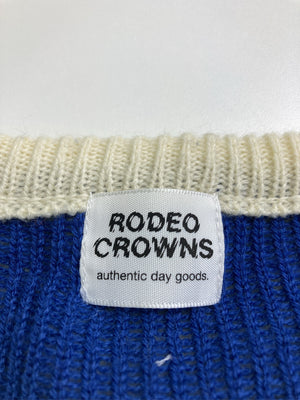 RODEO
CROWNS
authentic day goods.